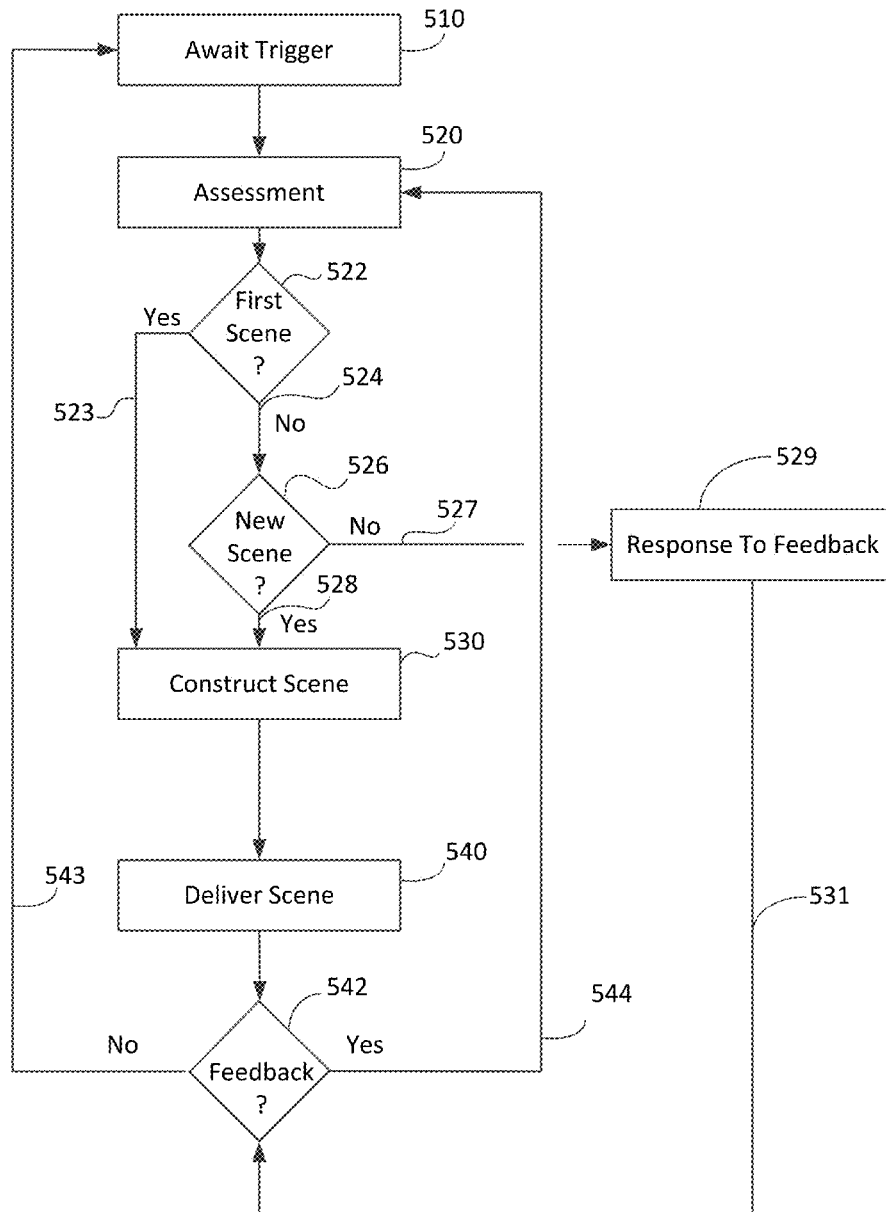 510
Await Trigger
520
Assessment
522
First
Scene
?
Yes
523
524
No
526
New
Scene
?
No
527
529
Response To Feedback
528
Yes
530
Construct Scene
540
Deliver Scene
543
531
542
Feedback
?
No
Yes
544